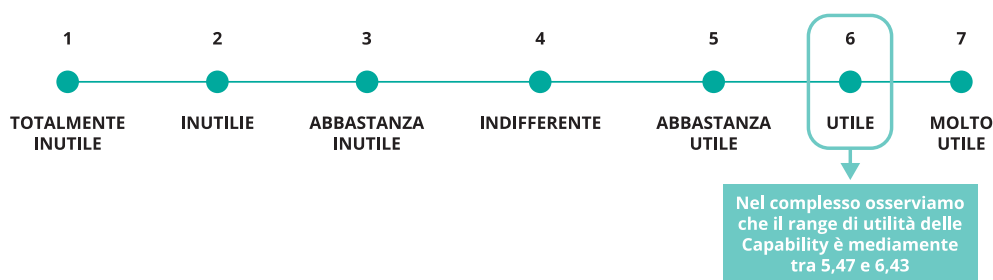 1 2 3 4 5 6 7
TOTALMENTE INUTILE
INUTILIE
ABBASTANZA INUTILE
INDIFFERENTE
ABBASTANZA UTILE
UTILE
MOLTO UTILE
Nel complesso osserviamo
che il range di utilità delle
Capability è mediamente
tra 5,47 e 6,43